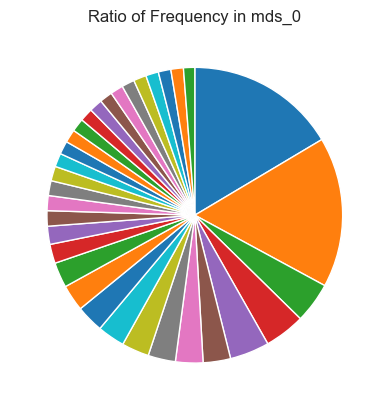 Ratio of Frequency in mds_0